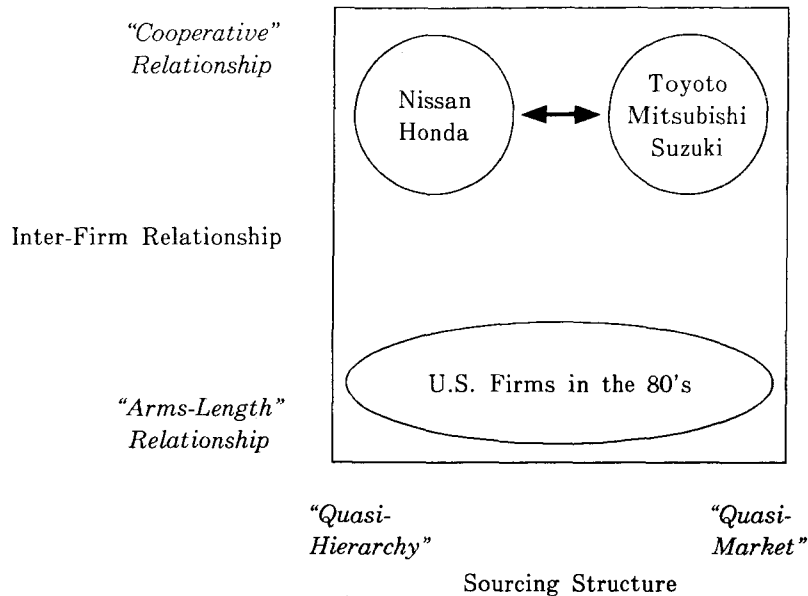 “Cooperative”
Relationship
Nissan
Honda
Toyoto
Mitsubishi
Suzuki
Inter-Firm Relationship
U.S. Firms in the 80's
“Arms-Length”
Relationship
“Quasi-
Hierarchy”
“Quasi-
Market”
Sourcing Structure